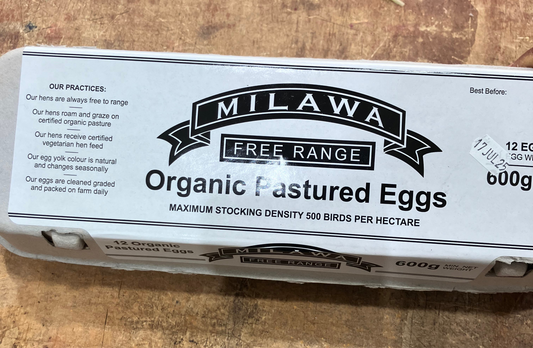 OUR PRACTICES:
Our hens are always free to range
Our hens roam and graze on
certified organic pasture
Our hens receive certified
vegetarian hen feed
Our egg yolk colour is natural
and changes seasonally
Our eggs are cleaned graded
and packed on farm daily
MILAWA
FREE RANGE
Organic Pastured Eggs
MAXIMUM STOCKING DENSITY 500 BIRDS PER HECTARE
Best Before:
17 JUL
12
600g
12 Organic
Pastured Eggs
MILAWA
FREE RANGE
600g MIN. NET
WEIGHT